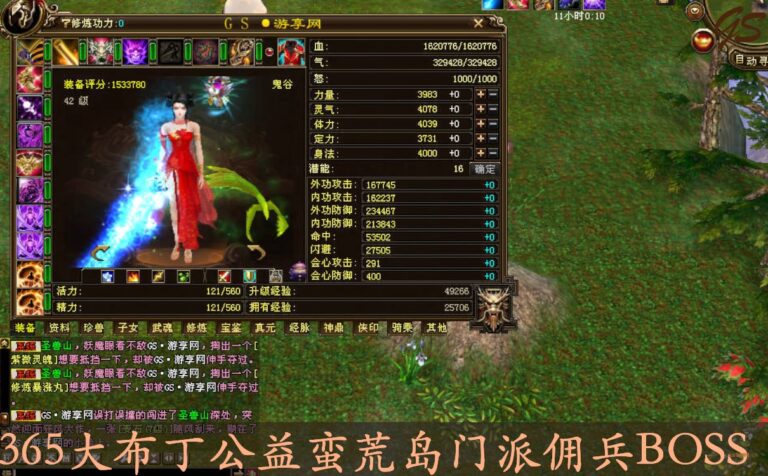 修炼功力:0
GS 游享网
11小时0:10
GS
自动寻
血: 1620776/1620776
气: 329428/329428
怒: 1000/1000
装备评分:1533780
鬼谷
42 级
力量: 3983 +0
灵气: 4078 +0
体力: 4039 +0
定力: 3731 +0
身法: 4000 +0
潜能: 16 确定
外功攻击: 167745 +0
内功攻击: 162237 +0
外功防御: 234467 +0
内功防御: 213843 +0
命中: 53502 +0
闪避: 27505 +0
会心攻击: 291 +0
会心防御: 400 +0
活力: 121/560 升级经验: 49266
精力: 121/560 拥有经验: 25706
装备 资料 珍兽 子女 武魂 修炼 宝鉴 真元 经脉 神鼎 侠印 骑乘 其他
圣兽山，妖魔眼看不敌GS·游享网，掏出一个[
紫微灵魄]想要抵挡一下，却被GS·游享网伸手夺过。
圣兽山，妖魔眼看不敌GS·游享网，掏出一个[
修炼暴涨丸]想要抵挡一下，却被GS·游享网伸手夺过
GS·游享网误打误撞的闯进了圣兽山深处，突
365大布丁公益蛮荒岛门派佣兵BOSS